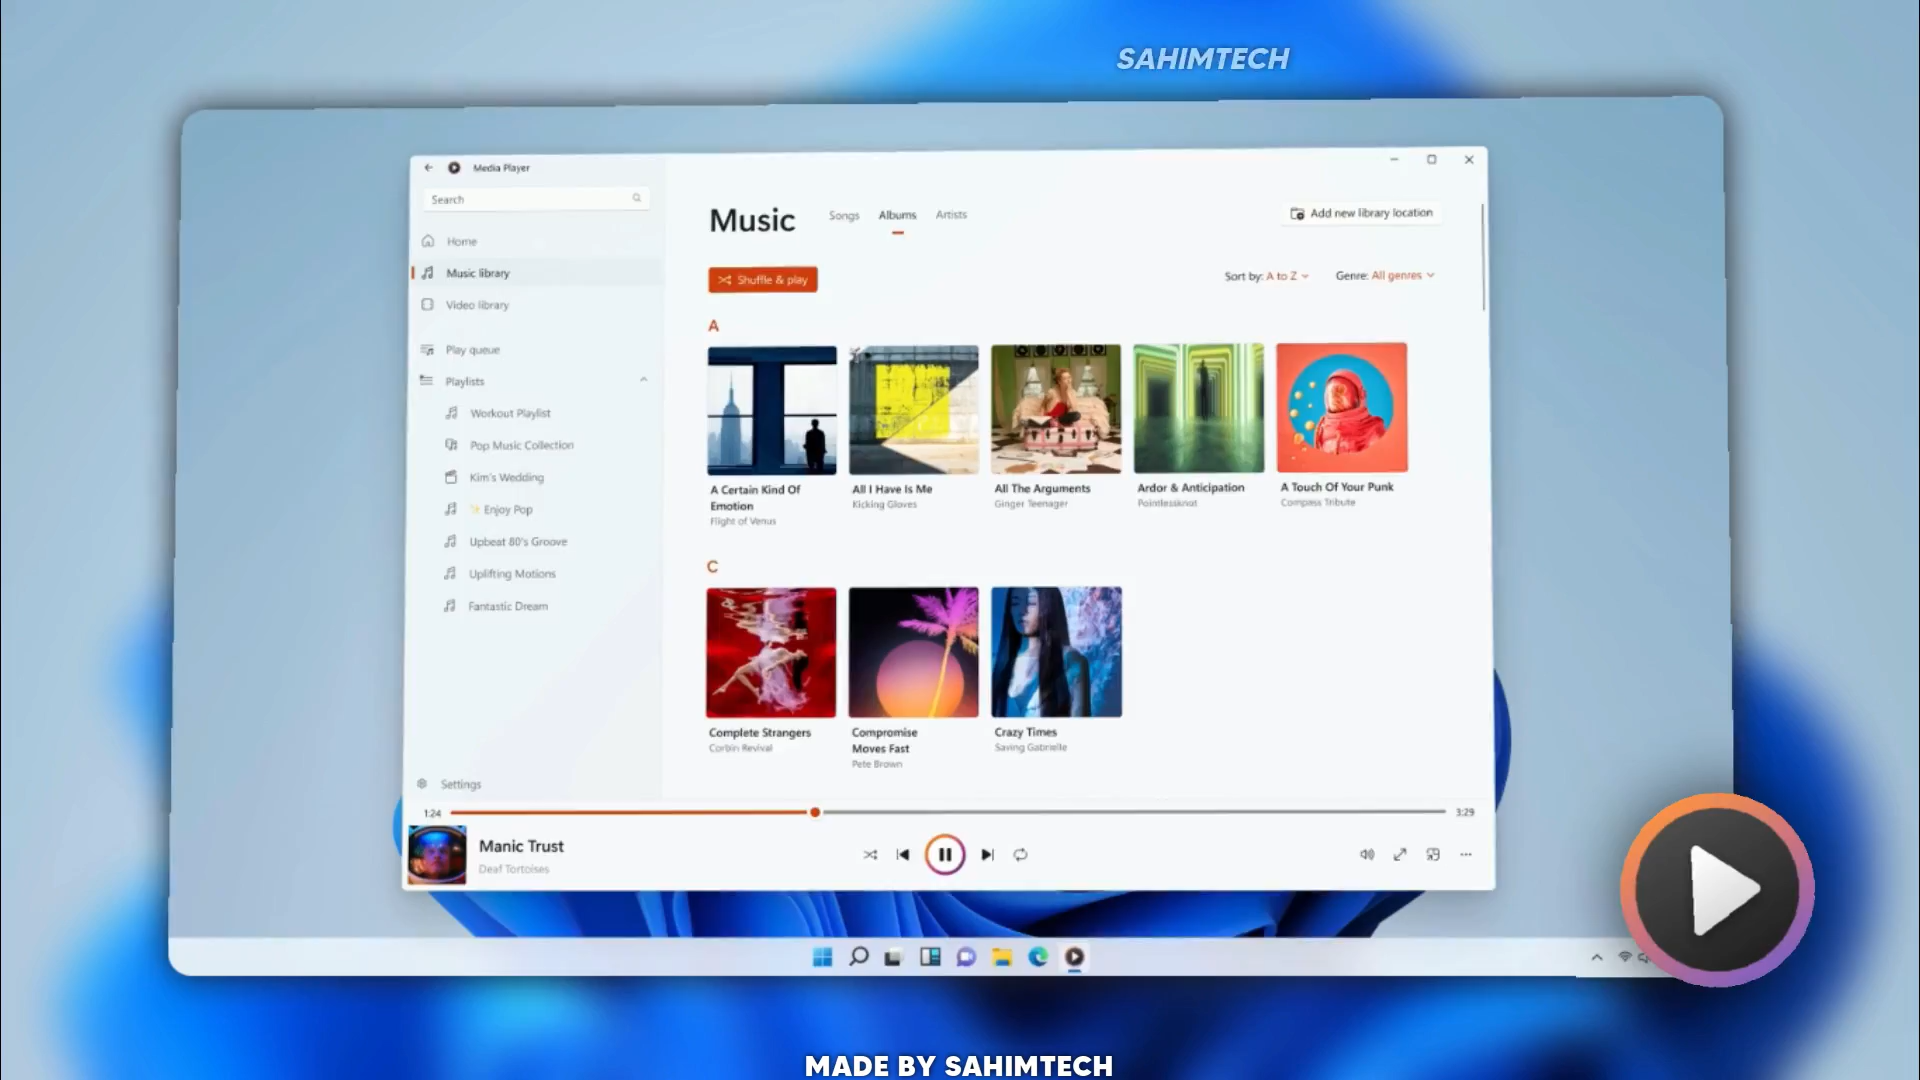 SAHIMTECH
Media Player
Search
Home
Music library
Video library
Play queue
Playlists
Workout Playlist
Pop Music Collection
Kim's Wedding
✨ Enjoy Pop
Upbeat 80's Groove
Uplifting Motions
Fantastic Dream
Settings
Music
Songs Albums Artists
Add new library location
Shuffle & play
Sort by: A to Z
Genre: All genres
A
A Certain Kind Of
Emotion
Flight of Venus
All I Have Is Me
Kicking Gloves
All The Arguments
Ginger Teenager
Ardor & Anticipation
Pointlessknot
A Touch Of Your Punk
Compass Tribute
C
Complete Strangers
Corbin Revival
Compromise
Moves Fast
Pete Brown
Crazy Times
Saving Gabrielle
1:24
3:29
Manic Trust
Deaf Tortoises
MADE BY SAHIMTECH